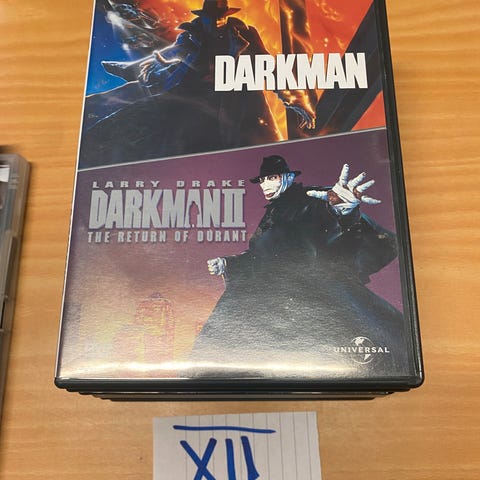 DARKMAN
LARRY DRAKE
DARKMAN II
THE RETURN OF DURANT
UNIVERSAL
XII